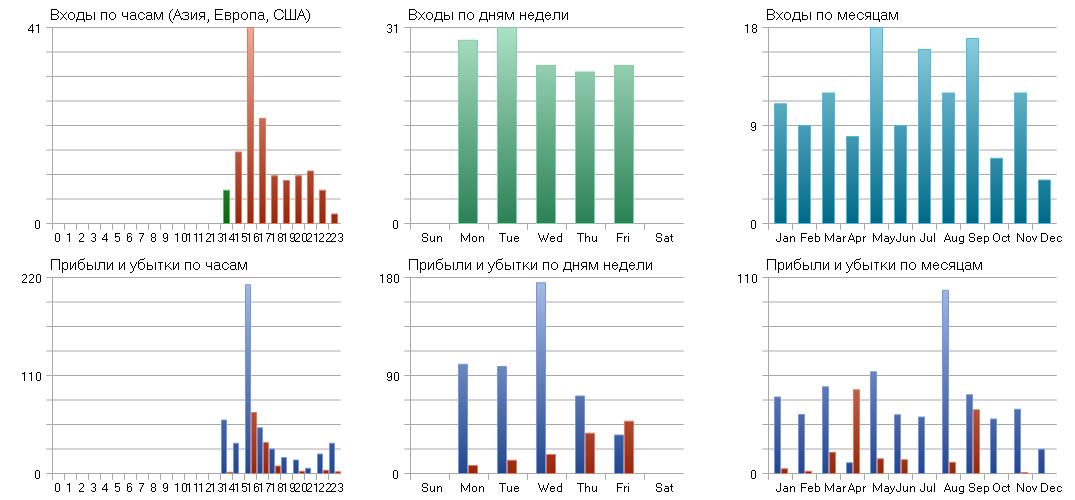 Входы по часам (Азия, Европа, США)
41
0
0 1 2 3 4 5 6 7 8 9 10 11 12 13 14 15 16 17 18 19 20 21 22 23
Входы по дням недели
31
0
Sun Mon Tue Wed Thu Fri Sat
Входы по месяцам
18
9
0
Jan Feb Mar Apr May Jun Jul Aug Sep Oct Nov Dec
Прибыли и убытки по часам
220
110
0
0 1 2 3 4 5 6 7 8 9 10 11 12 13 14 15 16 17 18 19 20 21 22 23
Прибыли и убытки по дням недели
180
90
0
Sun Mon Tue Wed Thu Fri Sat
Прибыли и убытки по месяцам
110
0
Jan Feb Mar Apr May Jun Jul Aug Sep Oct Nov Dec